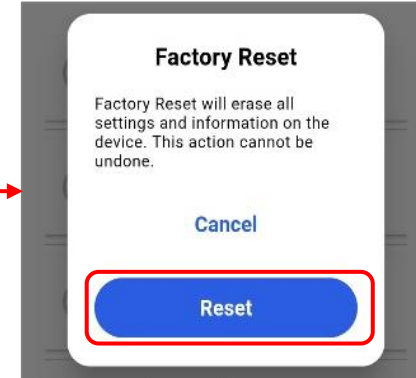 Factory Reset
Factory Reset will erase all
settings and information on the
device. This action cannot be
undone.
Cancel
Reset